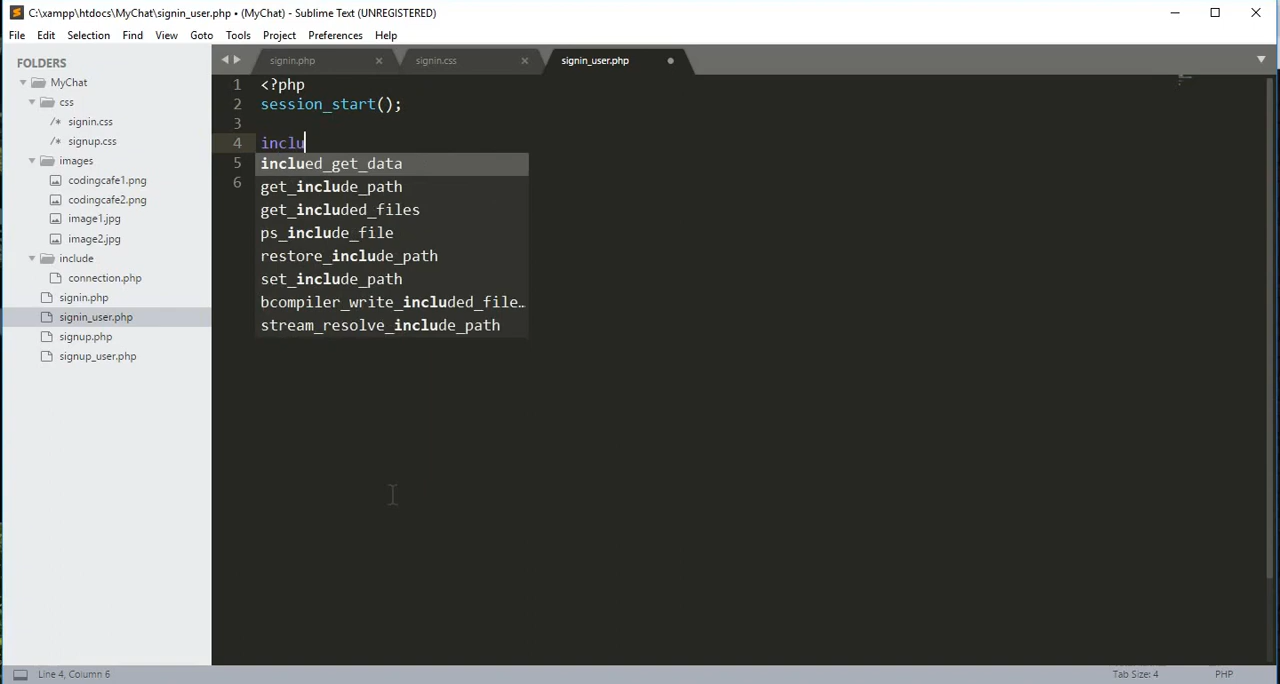 C:\xampp\htdocs\MyChat\signin_user.php • (MyChat) - Sublime Text (UNREGISTERED)
File Edit Selection Find View Goto Tools Project Preferences Help
FOLDERS
MyChat
css
/* signin.css
/* signup.css
images
codingcafe1.png
codingcafe2.png
image1.jpg
image2.jpg
include
connection.php
signin.php
signin_user.php
signup.php
signup_user.php
signin.php signin.css signin_user.php
1 <?php
2 session_start();
3
4 inclu
5
6
inclued_get_data
get_include_path
get_included_files
ps_include_file
restore_include_path
set_include_path
bcompiler_write_included_file…
stream_resolve_include_path
Line 4, Column 6 Tab Size: 4 PHP